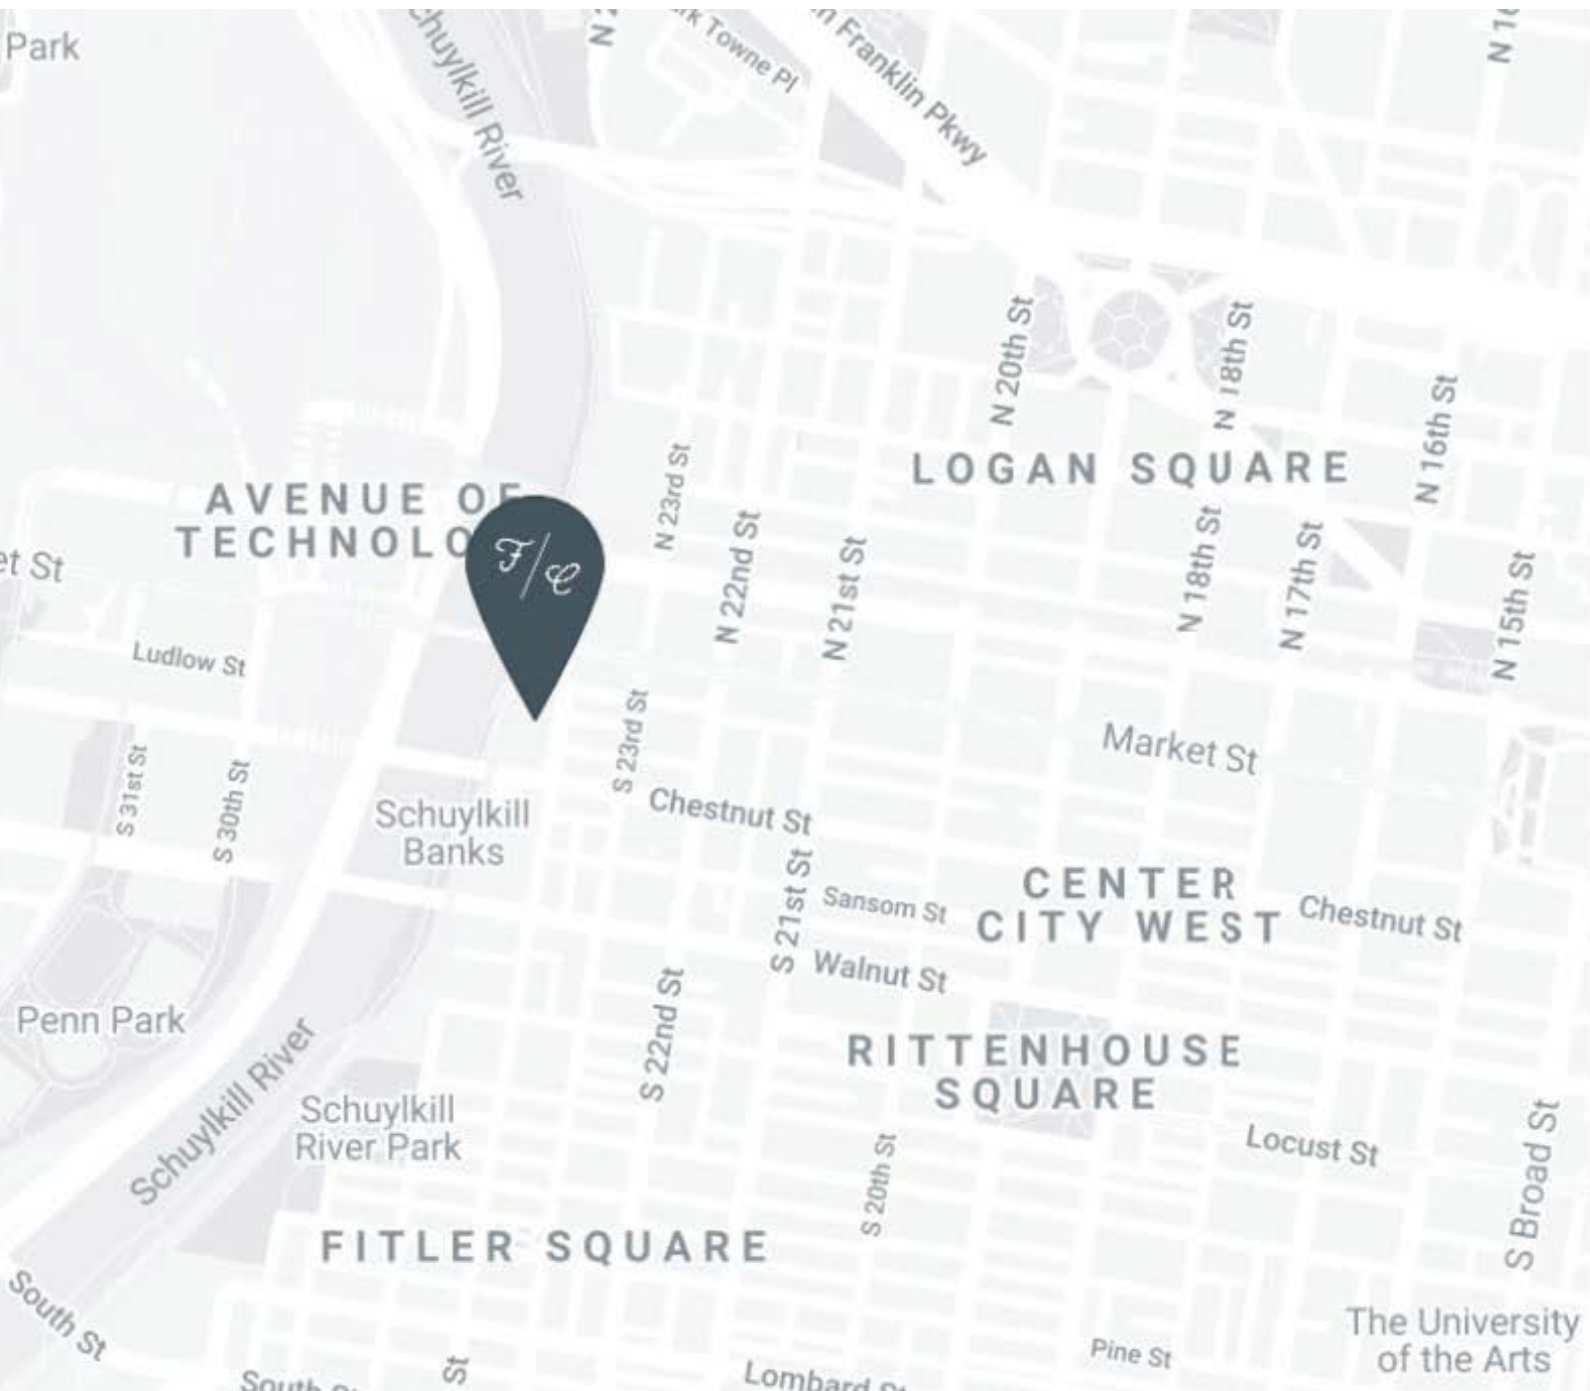 Park
Schuylkill River
Towne Pl
Franklin Pkwy
N 20th St
N 18th St
N 16th St
LOGAN SQUARE
AVENUE OF
N 23rd St
N 22nd St
N 21st St
N 18th St
N 17th St
N 15th St
St
F/C
Ludlow St
S 31st St
S 30th St
S 23rd St
Market St
Chestnut St
Schuylkill
Banks
S 21st St
Sansom St
CENTER
CITY WEST
Chestnut St
Walnut St
Penn Park
S 22nd St
RITTENHOUSE
SQUARE
Schuylkill River
Schuylkill
River Park
S 20th St
Locust St
S Broad St
FITLER SQUARE
South St
The University
of the Arts
Pine St
St
South
Lombard